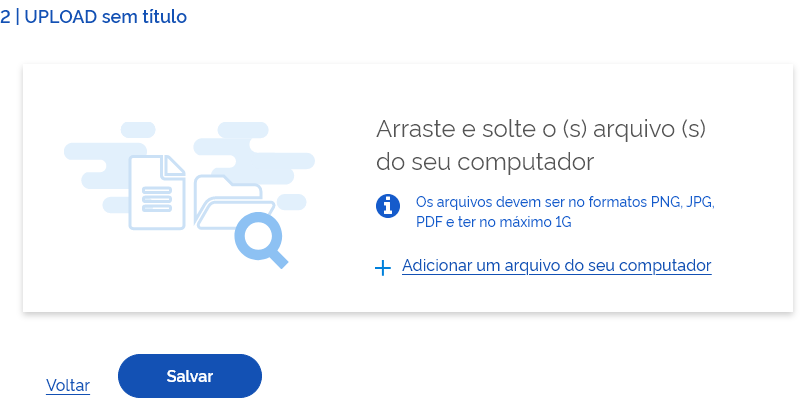 2 | UPLOAD sem título
Arraste e solte o (s) arquivo (s)
do seu computador
Os arquivos devem ser no formatos PNG, JPG,
PDF e ter no máximo 1G
Adicionar um arquivo do seu computador
Voltar
Salvar